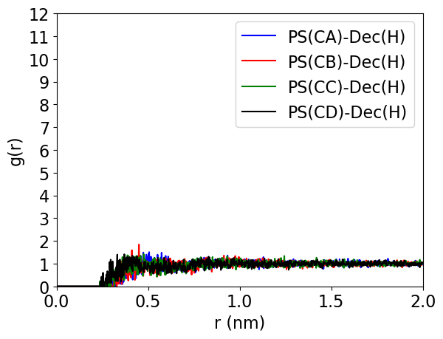 12
11
10
9
8
7
6
5
4
3
2
1
0
g(r)
PS(CA)-Dec(H)
PS(CB)-Dec(H)
PS(CC)-Dec(H)
PS(CD)-Dec(H)
0.0 0.5 1.0 1.5 2.0
r (nm)